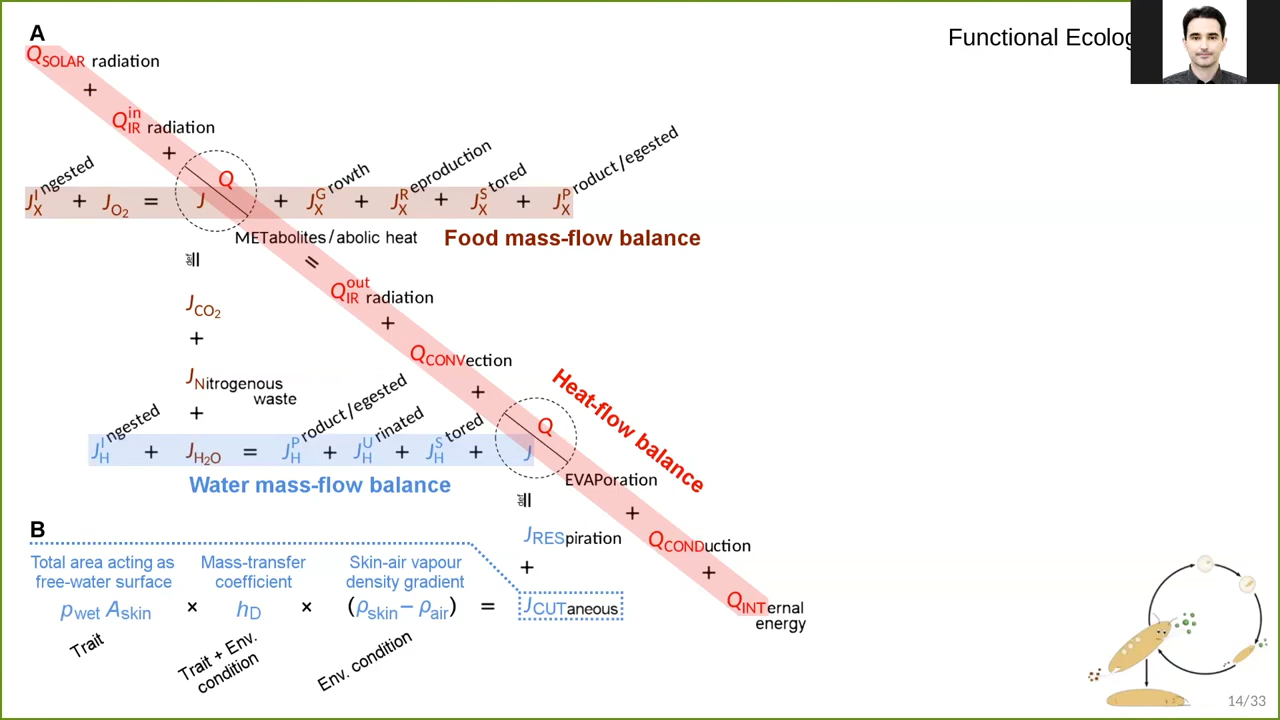 A
Functional Ecolog
Q_SOLAR radiation
+
Q_IR^in radiation
+
J_X^Ingested + J_O2 = J Q + J_X^Growth + J_X^Reproduction + J_X^Stored + J_X^Product/egested
METabolites/abolic heat
Food mass-flow balance
def =
=
J_CO2
Q_IR^out radiation
+
+
J_Nitrogenous
waste
Q_CONVection
+
+
Heat-flow balance
J_H^Ingested + J_H2O = J_H^Product/egested + J_H^Urinated + J_H^Stored + J Q
EVAPoration
Water mass-flow balance
def =
+
B
J_RESpiration
Q_CONDuction
+
+
Total area acting as
free-water surface
Mass-transfer
coefficient
Skin-air vapour
density gradient
p_wet A_skin × h_D × (ρ_skin − ρ_air) = J_CUTaneous
Q_INTernal
energy
Trait
Trait + Env.
condition
Env. condition
14/33